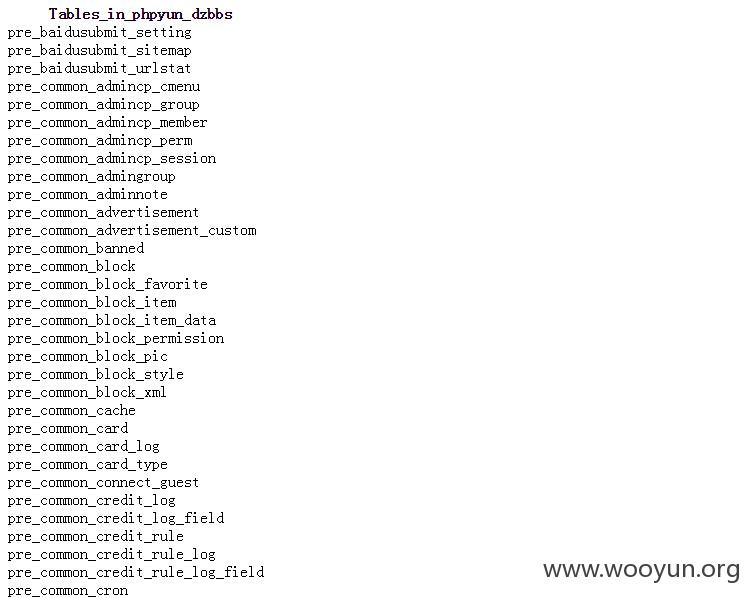 Tables_in_phpyun_dzbbs
pre_baidusubmit_setting
pre_baidusubmit_sitemap
pre_baidusubmit_urlstat
pre_common_admincp_cmenu
pre_common_admincp_group
pre_common_admincp_member
pre_common_admincp_perm
pre_common_admincp_session
pre_common_admingroup
pre_common_adminnote
pre_common_advertisement
pre_common_advertisement_custom
pre_common_banned
pre_common_block
pre_common_block_favorite
pre_common_block_item
pre_common_block_item_data
pre_common_block_permission
pre_common_block_pic
pre_common_block_style
pre_common_block_xml
pre_common_cache
pre_common_card
pre_common_card_log
pre_common_card_type
pre_common_connect_guest
pre_common_credit_log
pre_common_credit_log_field
pre_common_credit_rule
pre_common_credit_rule_log
pre_common_credit_rule_log_field
pre_common_cron
www.wooyun.org